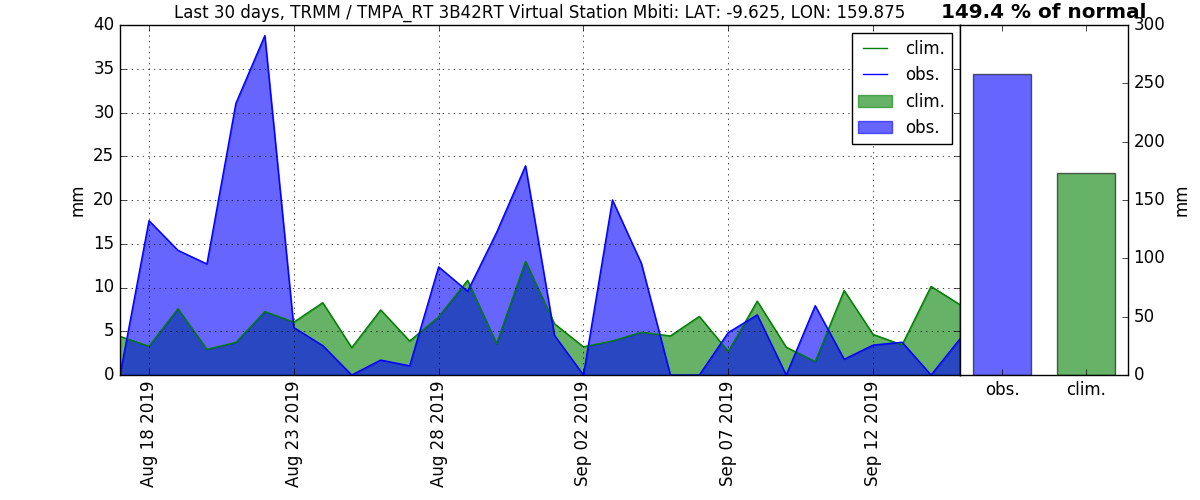 Last 30 days, TRMM / TMPA_RT 3B42RT Virtual Station Mbiti: LAT: -9.625, LON: 159.875
149.4 % of normal
40
35
30
25
20
15
10
5
0
mm
clim.
obs.
clim.
obs.
Aug 18 2019
Aug 23 2019
Aug 28 2019
Sep 02 2019
Sep 07 2019
Sep 12 2019
300
250
200
150
100
50
0
mm
obs.
clim.